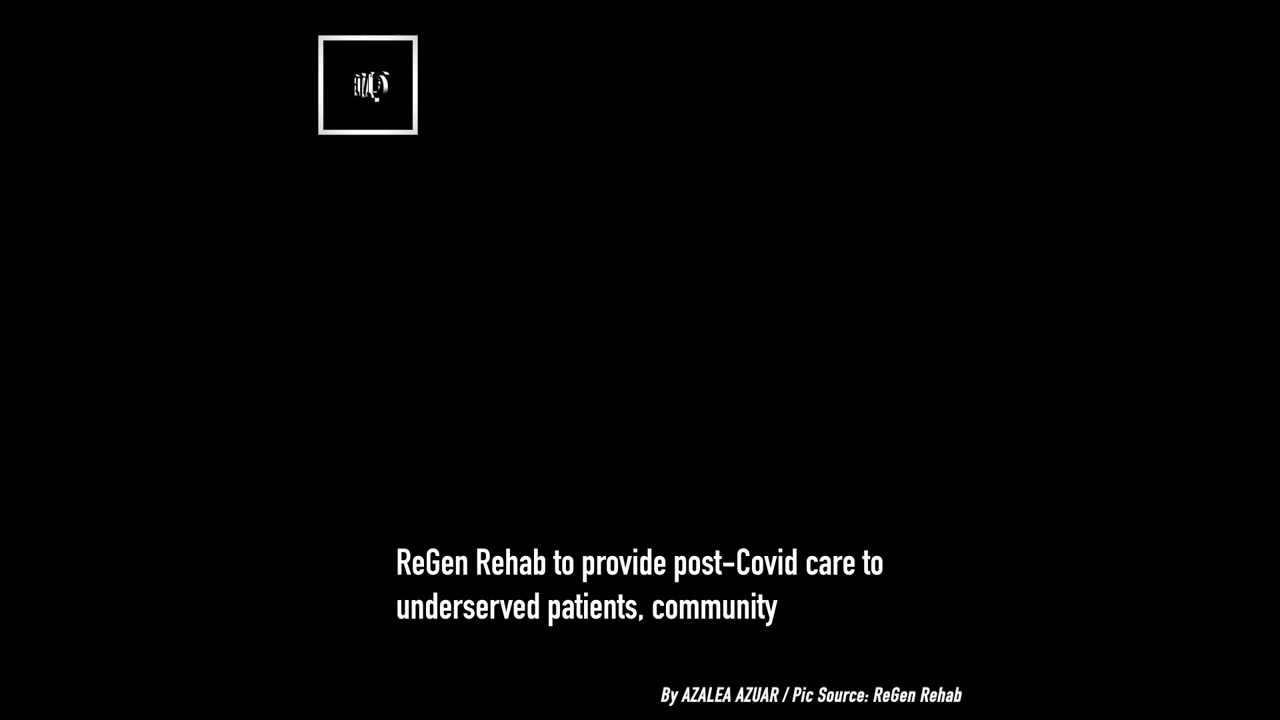 ReGen Rehab to provide post-Covid care to
underserved patients, community
By AZALEA AZUAR / Pic Source: ReGen Rehab